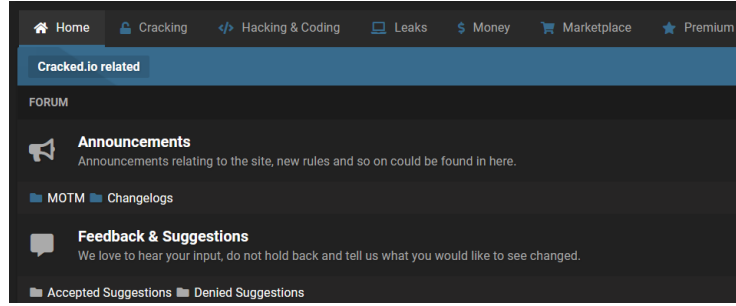 Home Cracking Hacking & Coding Leaks Money Marketplace Premium
Cracked.io related
FORUM
Announcements
Announcements relating to the site, new rules and so on could be found in here.
MOTM Changelogs
Feedback & Suggestions
We love to hear your input, do not hold back and tell us what you would like to see changed.
Accepted Suggestions Denied Suggestions